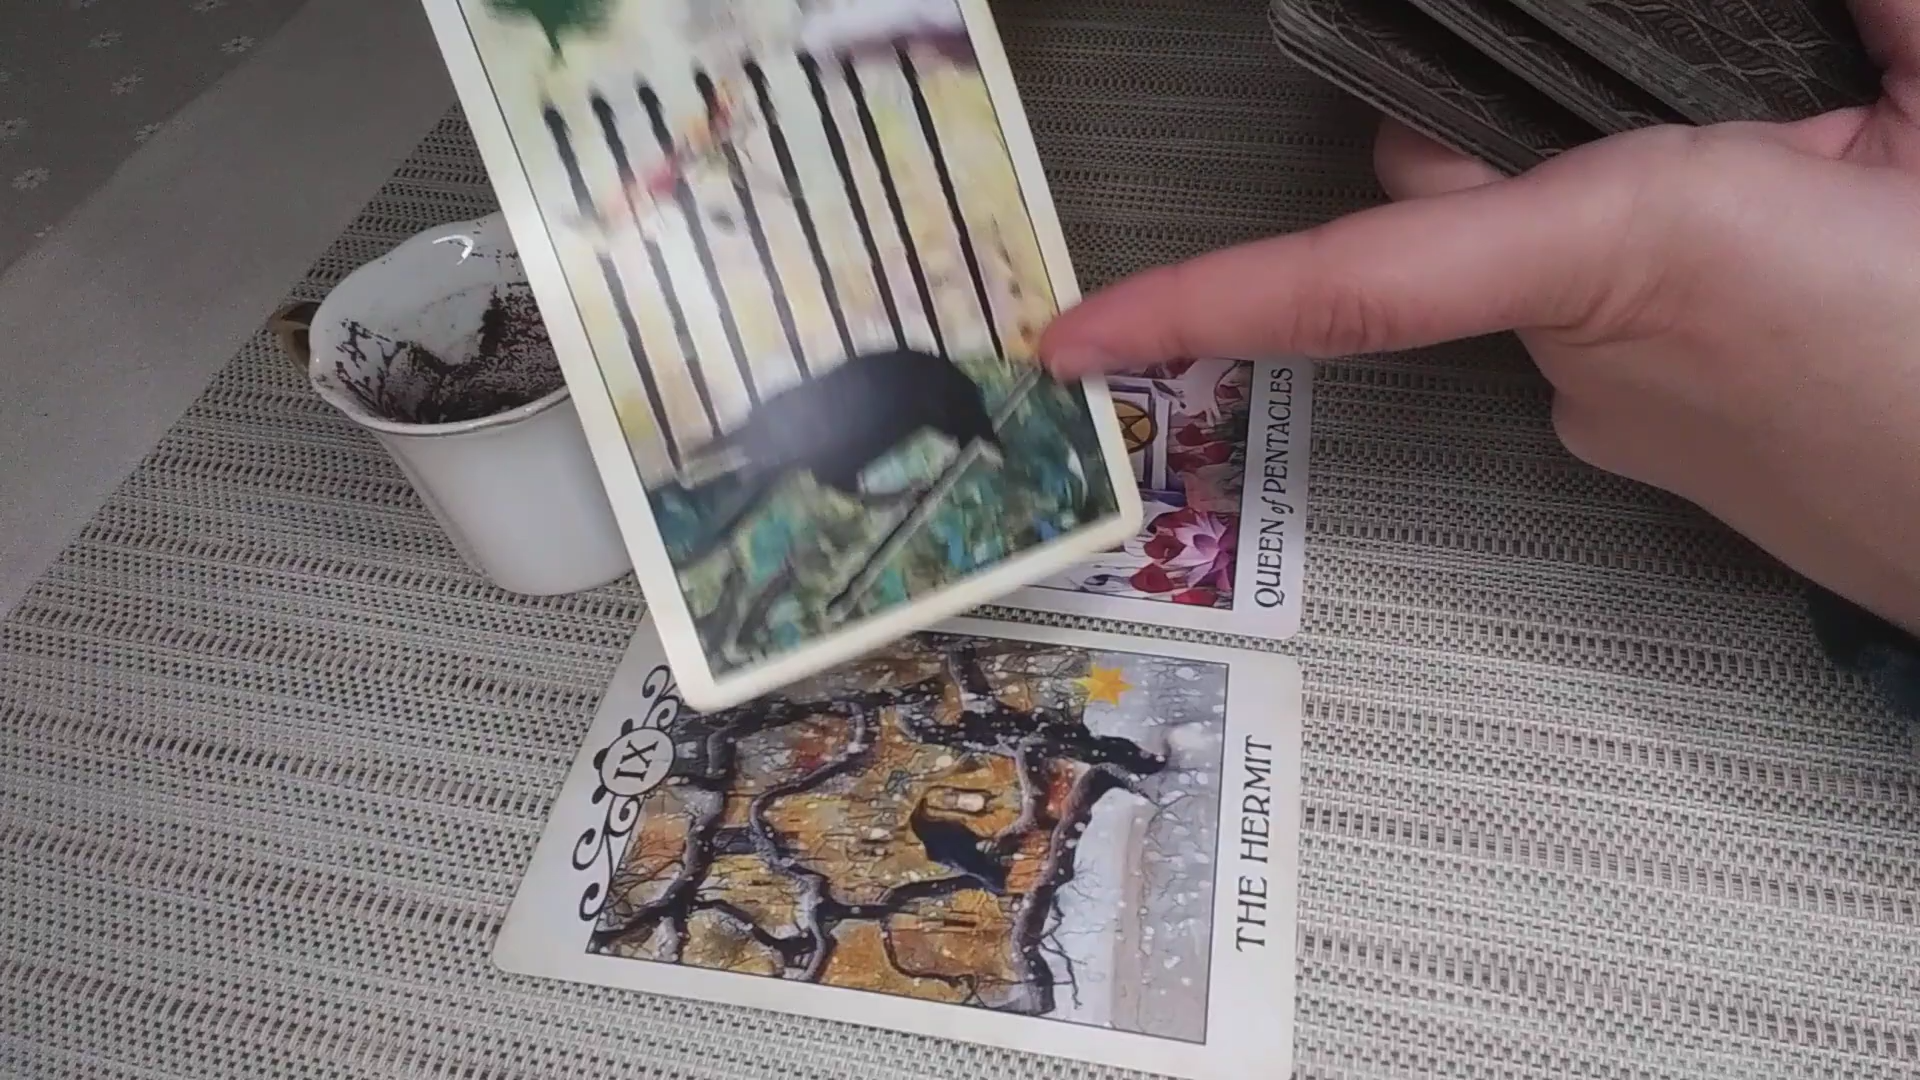 QUEEN of PENTACLES
IX
THE HERMIT